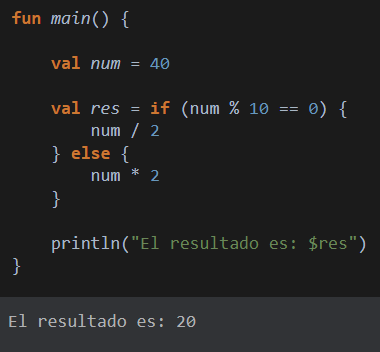 fun main() {
val num = 40
val res = if (num % 10 == 0) {
num / 2
} else {
num * 2
}
println("El resultado es: $res")
}
El resultado es: 20